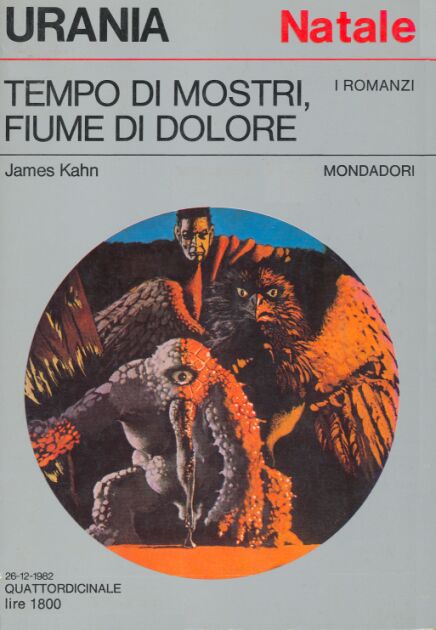 URANIA Natale
TEMPO DI MOSTRI,
FIUME DI DOLORE
I ROMANZI
James Kahn
MONDADORI
26-12-1982
QUATTORDICINALE
lire 1800